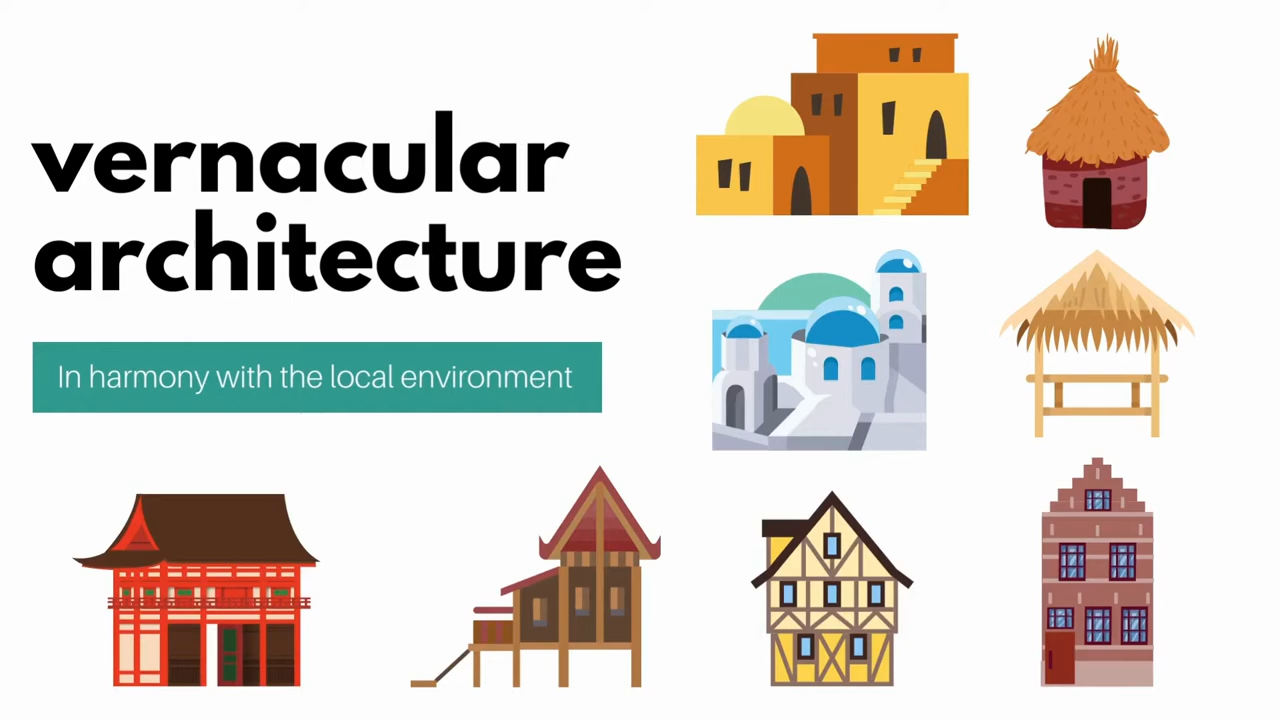 vernacular
architecture
In harmony with the local environment